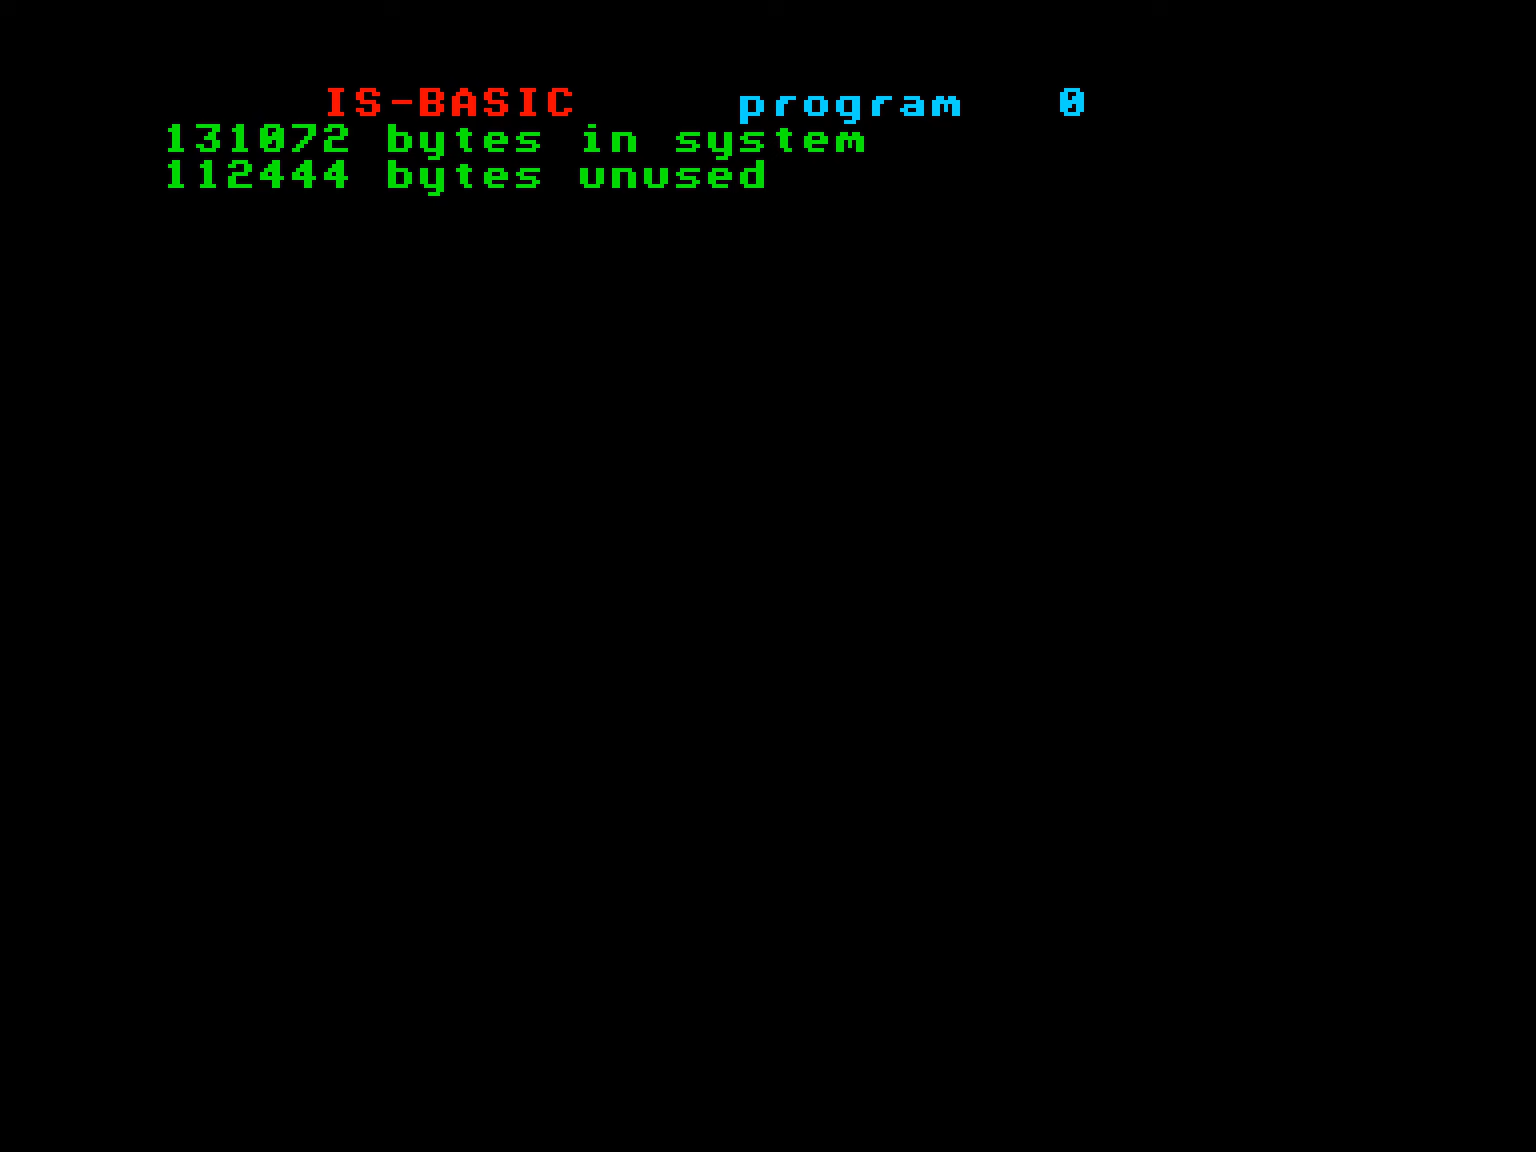 IS-BASIC program 0
131072 bytes in system
112444 bytes unused